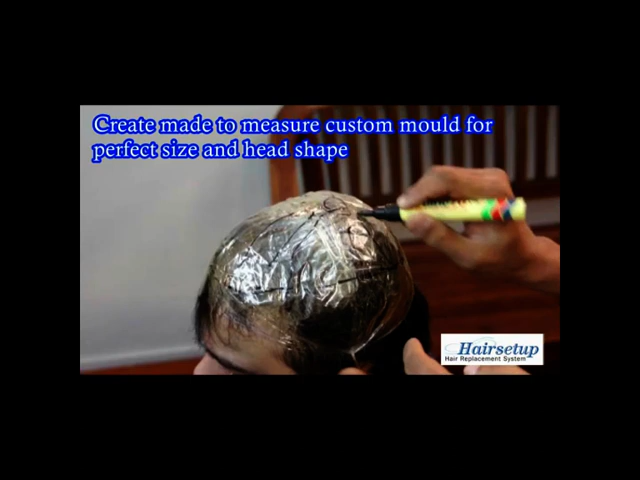 Create made to measure custom mould for
perfect size and head shape
Hairsetup
Hair Replacement System